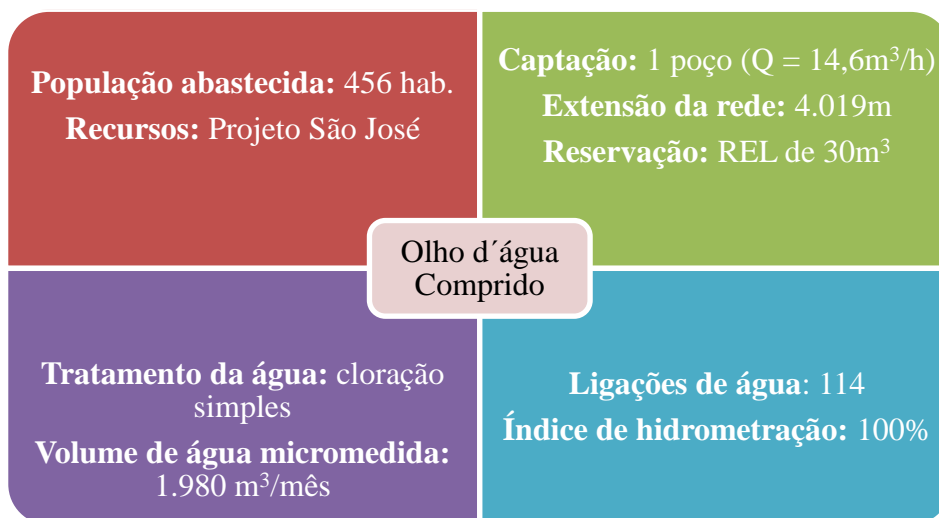 População abastecida: 456 hab.
Recursos: Projeto São José
Captação: 1 poço (Q = 14,6m³/h)
Extensão da rede: 4.019m
Reservação: REL de 30m³
Olho d´água
Comprido
Tratamento da água: cloração
simples
Volume de água micromedida:
1.980 m³/mês
Ligações de água: 114
Índice de hidrometração: 100%